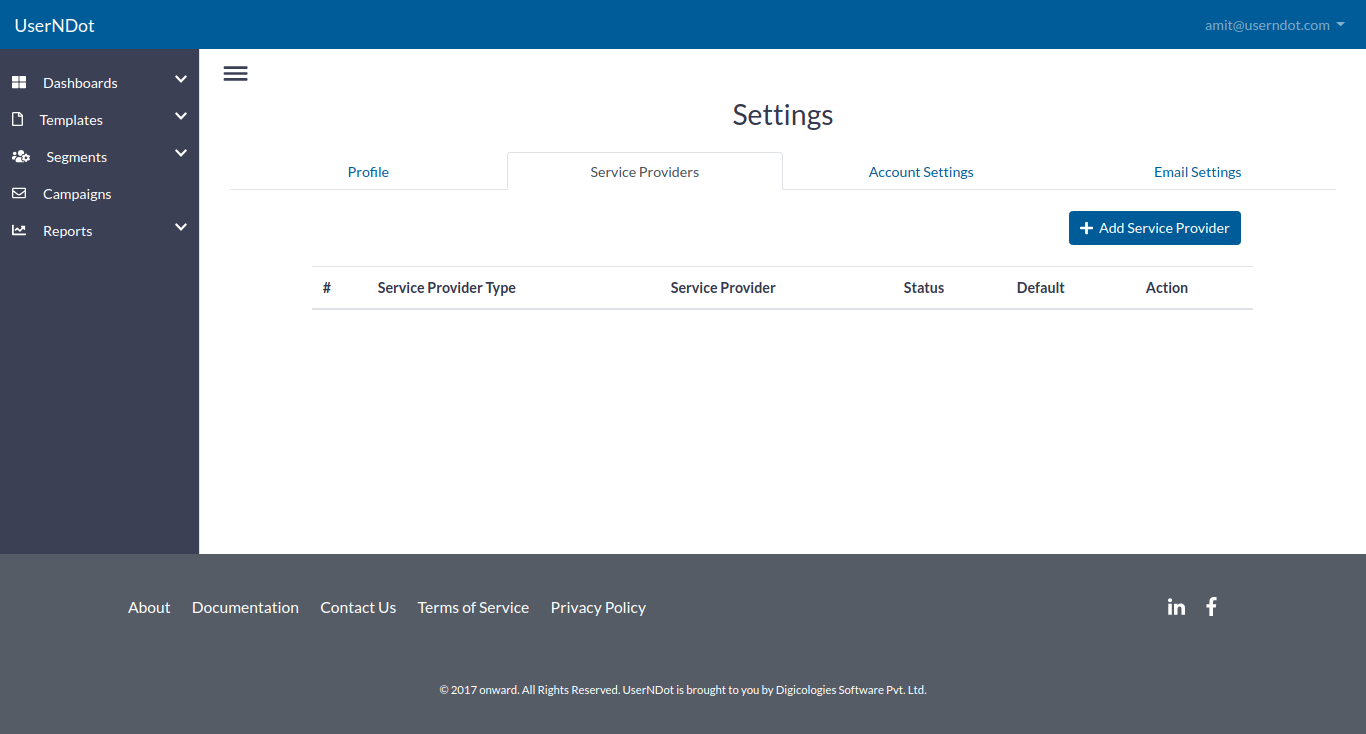 UserNDot
amit@userndot.com
Dashboards
Templates
Segments
Campaigns
Reports
Settings
Profile
Service Providers
Account Settings
Email Settings
Add Service Provider
# Service Provider Type Service Provider Status Default Action
About Documentation Contact Us Terms of Service Privacy Policy
© 2017 onward. All Rights Reserved. UserNDot is brought to you by Digicologies Software Pvt. Ltd.